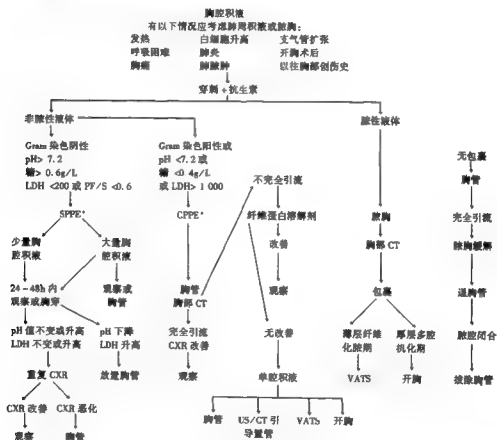 胸腔积液
有以下情况应考虑肺周积液或脓胸:
发热 白细胞升高 支气管扩张
呼吸困难 肺炎 开胸术后
胸痛 肺脓肿 以往胸部创伤史
穿刺+抗生素
非脓性液体
脓性液体
Gram 染色阴性
pH> 7.2
糖> 0.6g/L
LDH <200 或 PF/S <0.6
SPPE*
Gram 染色阳性或
pH <7.2 或
糖 <0.4g/L
或 LDH> 1 000
CPPE*
少量胸
腔积液
大量胸
腔积液
24~48h 内
观察或胸穿
观察或
胸管
pH 值不变或升高
LDH 不变或升高
pH 下降
LDH 升高
重复 CXR
放置胸管
CXR 改善
CXR 恶化
观察
胸管
胸管
胸部 CT
完全引流
CXR 改善
观察
不完全引流
纤维蛋白溶解剂
改善
观察
无改善
单腔积液
胸管
US/CT 引
导置管
VATS
开胸
脓胸
胸部 CT
包裹
薄层纤维
化脓期
厚层多腔
机化期
VATS
开胸
无包裹
胸管
完全引流
脓胸缓解
退胸管
脓腔闭合
拔除胸管